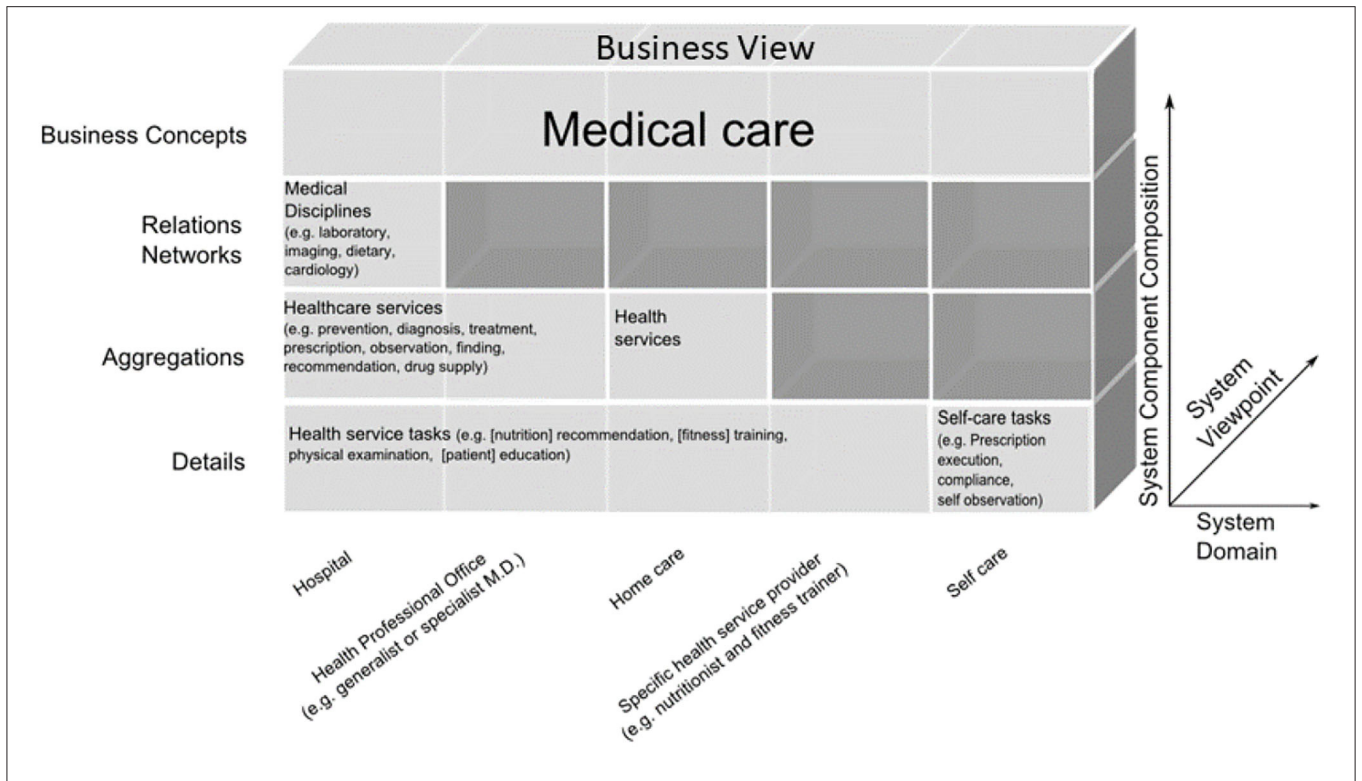 Business View
Business Concepts
Medical care
Relations
Networks
Medical
Disciplines
(e.g. laboratory,
imaging, dietary,
cardiology)
Aggregations
Healthcare services
(e.g. prevention, diagnosis, treatment,
prescription, observation, finding,
recommendation, drug supply)
Health
services
Details
Health service tasks (e.g. [nutrition] recommendation, [fitness] training,
physical examination, [patient] education)
Self-care tasks
(e.g. Prescription
execution,
compliance,
self observation)
System Component Composition
System
Viewpoint
System
Domain
Hospital
Health Professional Office
(e.g. generalist or specialist M.D.)
Home care
Specific health service provider
(e.g. nutritionist and fitness trainer)
Self care